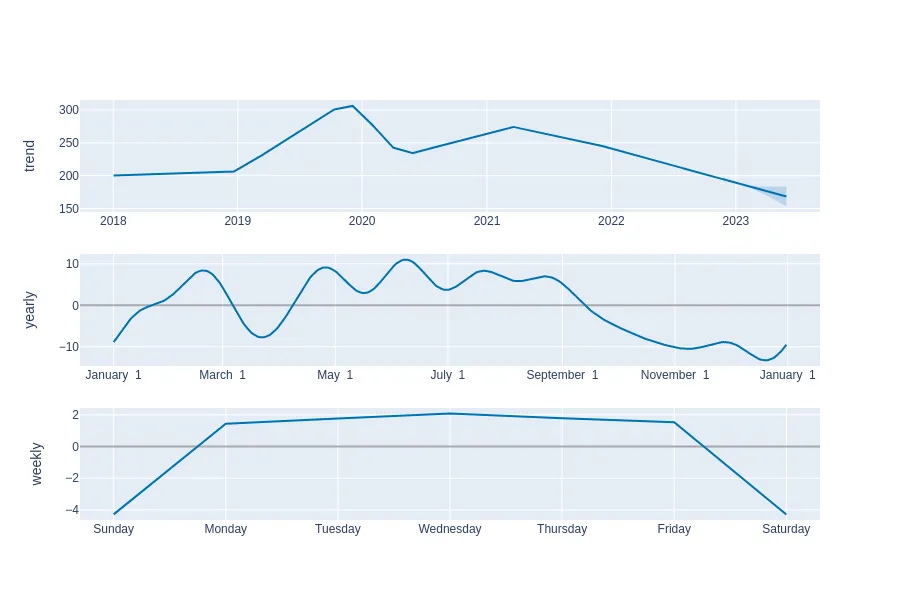 trend
300
250
200
150
2018 2019 2020 2021 2022 2023
yearly
10
0
−10
January 1 March 1 May 1 July 1 September 1 November 1 January 1
weekly
2
0
−2
−4
Sunday Monday Tuesday Wednesday Thursday Friday Saturday